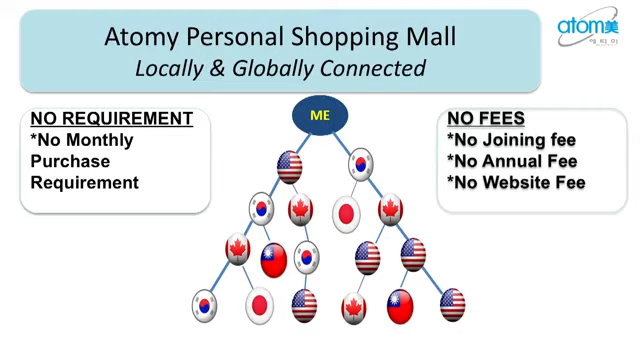 Atomy Personal Shopping Mall
Locally & Globally Connected
atom美
NO REQUIREMENT
*No Monthly
Purchase
Requirement
ME
NO FEES
*No Joining fee
*No Annual Fee
*No Website Fee